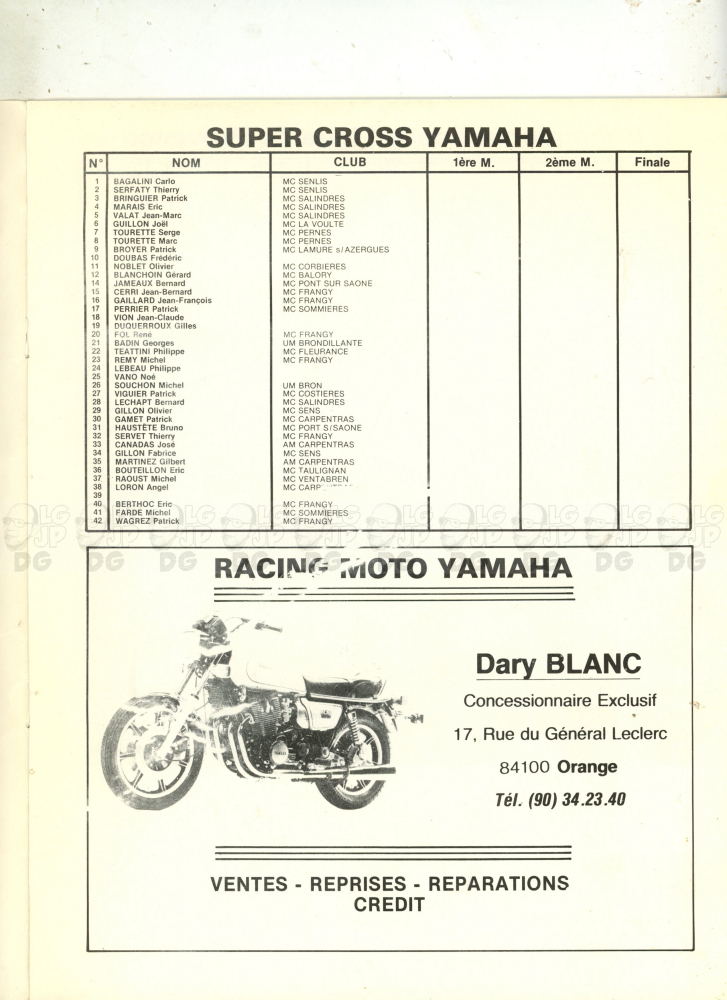 SUPER CROSS YAMAHA
N° NOM CLUB 1ère M. 2ème M. Finale
1 BAGALINI Carlo MC SENLIS
2 SERFATY Thierry MC SENLIS
3 BRINGUIER Patrick MC SALINDRES
4 MARAIS Eric MC SALINDRES
5 VALAT Jean-Marc MC SALINDRES
6 GUILLON Joël MC LA VOULTE
7 TOURETTE Serge MC PERNES
8 TOURETTE Marc MC PERNES
9 BROYER Patrick MC LAMURE s/AZERGUES
10 DOUBAS Frédéric
11 NOBLET Olivier MC CORBIERES
12 BLANCHOIN Gérard MC BALORY
14 JAMEAUX Bernard MC PONT SUR SAONE
15 CERRI Jean-Bernard MC FRANGY
16 GAILLARD Jean-François MC FRANGY
17 PERRIER Patrick MC SOMMIERES
18 VION Jean-Claude
19 DUQUERROUX Gilles
20 FOL René MC FRANGY
21 BADIN Georges UM BRONDILLANTE
22 TEATTINI Philippe MC FLEURANCE
23 REMY Michel MC FRANGY
24 LEBEAU Philippe
25 VANO Noé
26 SOUCHON Michel UM BRON
27 VIGUIER Patrick MC COSTIERES
28 LECHAPT Bernard MC SALINDRES
29 GILLON Olivier MC SENS
30 GAMET Patrick MC CARPENTRAS
31 HAUSTÊTE Bruno MC PORT S/SAONE
32 SERVET Thierry MC FRANGY
33 CANADAS José AM CARPENTRAS
34 GILLON Fabrice MC SENS
35 MARTINEZ Gilbert AM CARPENTRAS
36 BOUTEILLON Eric MC TAULIGNAN
37 RAOUST Michel MC VENTABREN
38 LORON Angel MC
39
40 BERTHOC Eric MC FRANGY
41 FARDE Michel MC SOMMIERES
42 WAGREZ Patrick MC FRANGY
RACING MOTO YAMAHA
Dary BLANC
Concessionnaire Exclusif
17, Rue du Général Leclerc
84100 Orange
Tél. (90) 34.23.40
VENTES - REPRISES - REPARATIONS
CREDIT